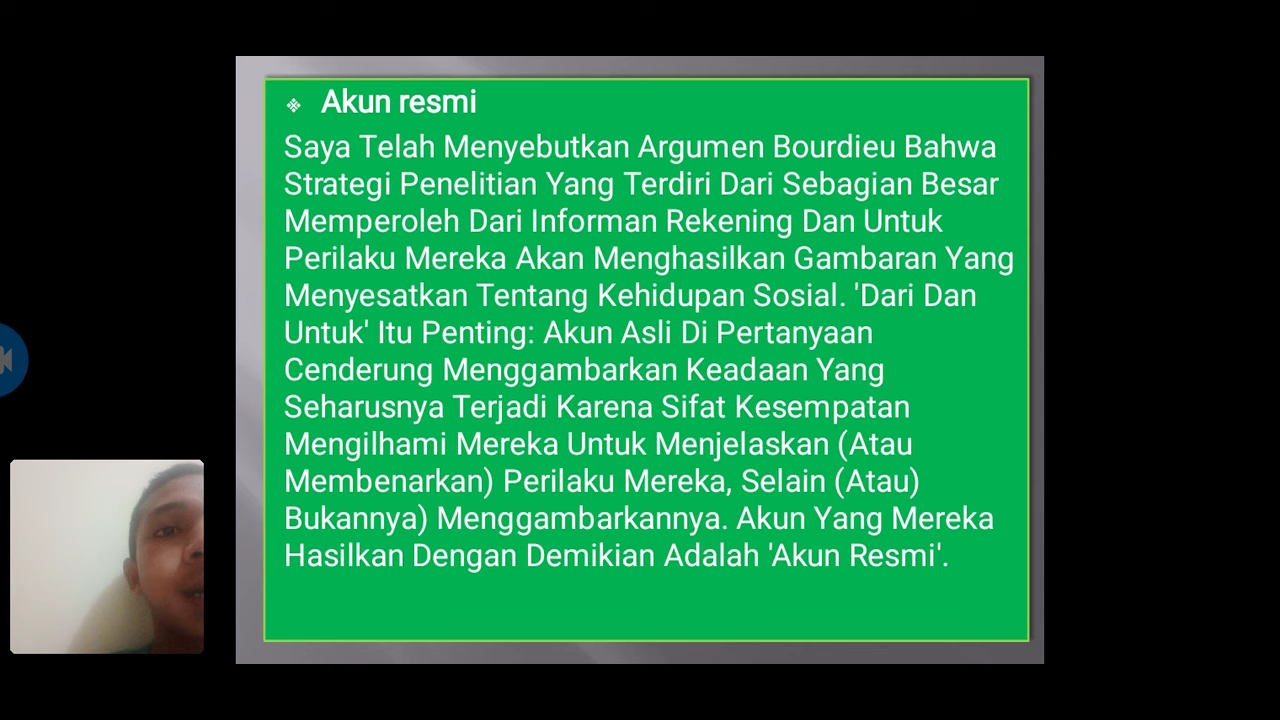 Akun resmi
Saya Telah Menyebutkan Argumen Bourdieu Bahwa
Strategi Penelitian Yang Terdiri Dari Sebagian Besar
Memperoleh Dari Informan Rekening Dan Untuk
Perilaku Mereka Akan Menghasilkan Gambaran Yang
Menyesatkan Tentang Kehidupan Sosial. 'Dari Dan
Untuk' Itu Penting: Akun Asli Di Pertanyaan
Cenderung Menggambarkan Keadaan Yang
Seharusnya Terjadi Karena Sifat Kesempatan
Mengilhami Mereka Untuk Menjelaskan (Atau
Membenarkan) Perilaku Mereka, Selain (Atau)
Bukannya) Menggambarkannya. Akun Yang Mereka
Hasilkan Dengan Demikian Adalah 'Akun Resmi'.